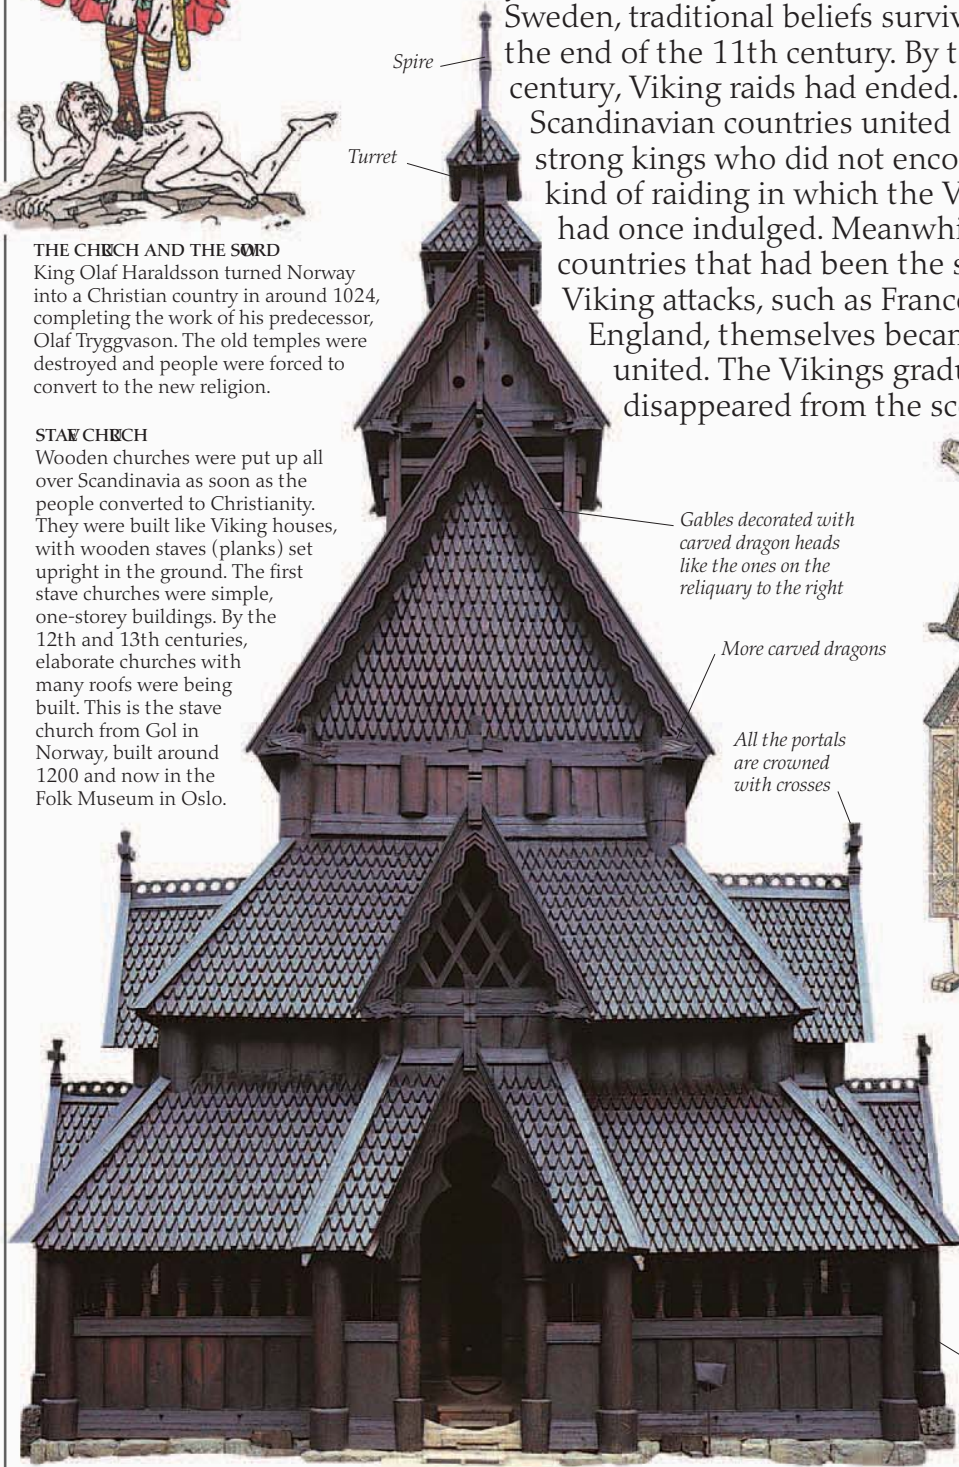 Sweden, traditional beliefs surviv
the end of the 11th century. By t
century, Viking raids had ended.
Scandinavian countries united
strong kings who did not enco
kind of raiding in which the V
had once indulged. Meanwhi
countries that had been the s
Viking attacks, such as France
England, themselves becam
united. The Vikings gradu
disappeared from the sc
Spire
Turret
THE CHURCH AND THE SWORD
King Olaf Haraldsson turned Norway
into a Christian country in around 1024,
completing the work of his predecessor,
Olaf Tryggvason. The old temples were
destroyed and people were forced to
convert to the new religion.
STAVE CHURCH
Wooden churches were put up all
over Scandinavia as soon as the
people converted to Christianity.
They were built like Viking houses,
with wooden staves (planks) set
upright in the ground. The first
stave churches were simple,
one-storey buildings. By the
12th and 13th centuries,
elaborate churches with
many roofs were being
built. This is the stave
church from Gol in
Norway, built around
1200 and now in the
Folk Museum in Oslo.
Gables decorated with
carved dragon heads
like the ones on the
reliquary to the right
More carved dragons
All the portals
are crowned
with crosses